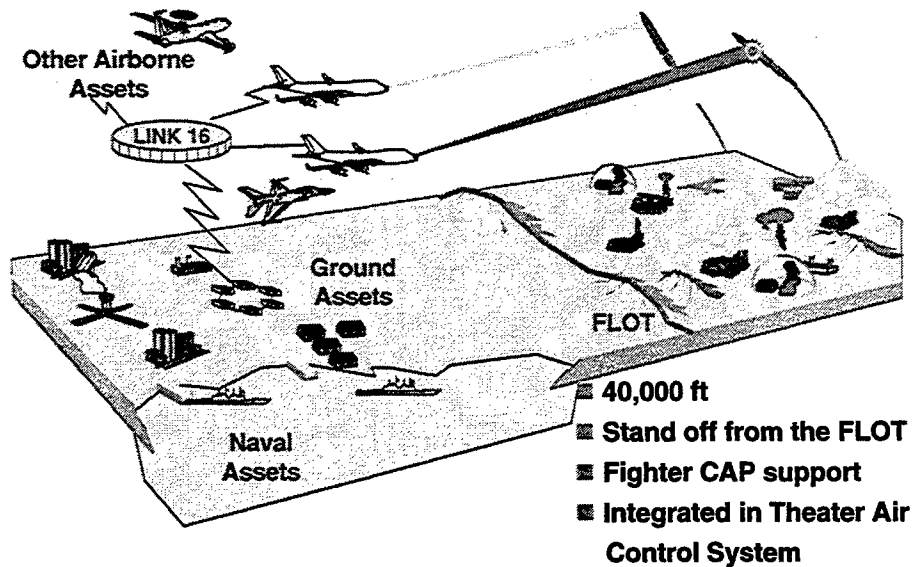 Other Airborne
Assets
LINK 16
Ground
Assets
FLOT
Naval
Assets
40,000 ft
Stand off from the FLOT
Fighter CAP support
Integrated in Theater Air
Control System